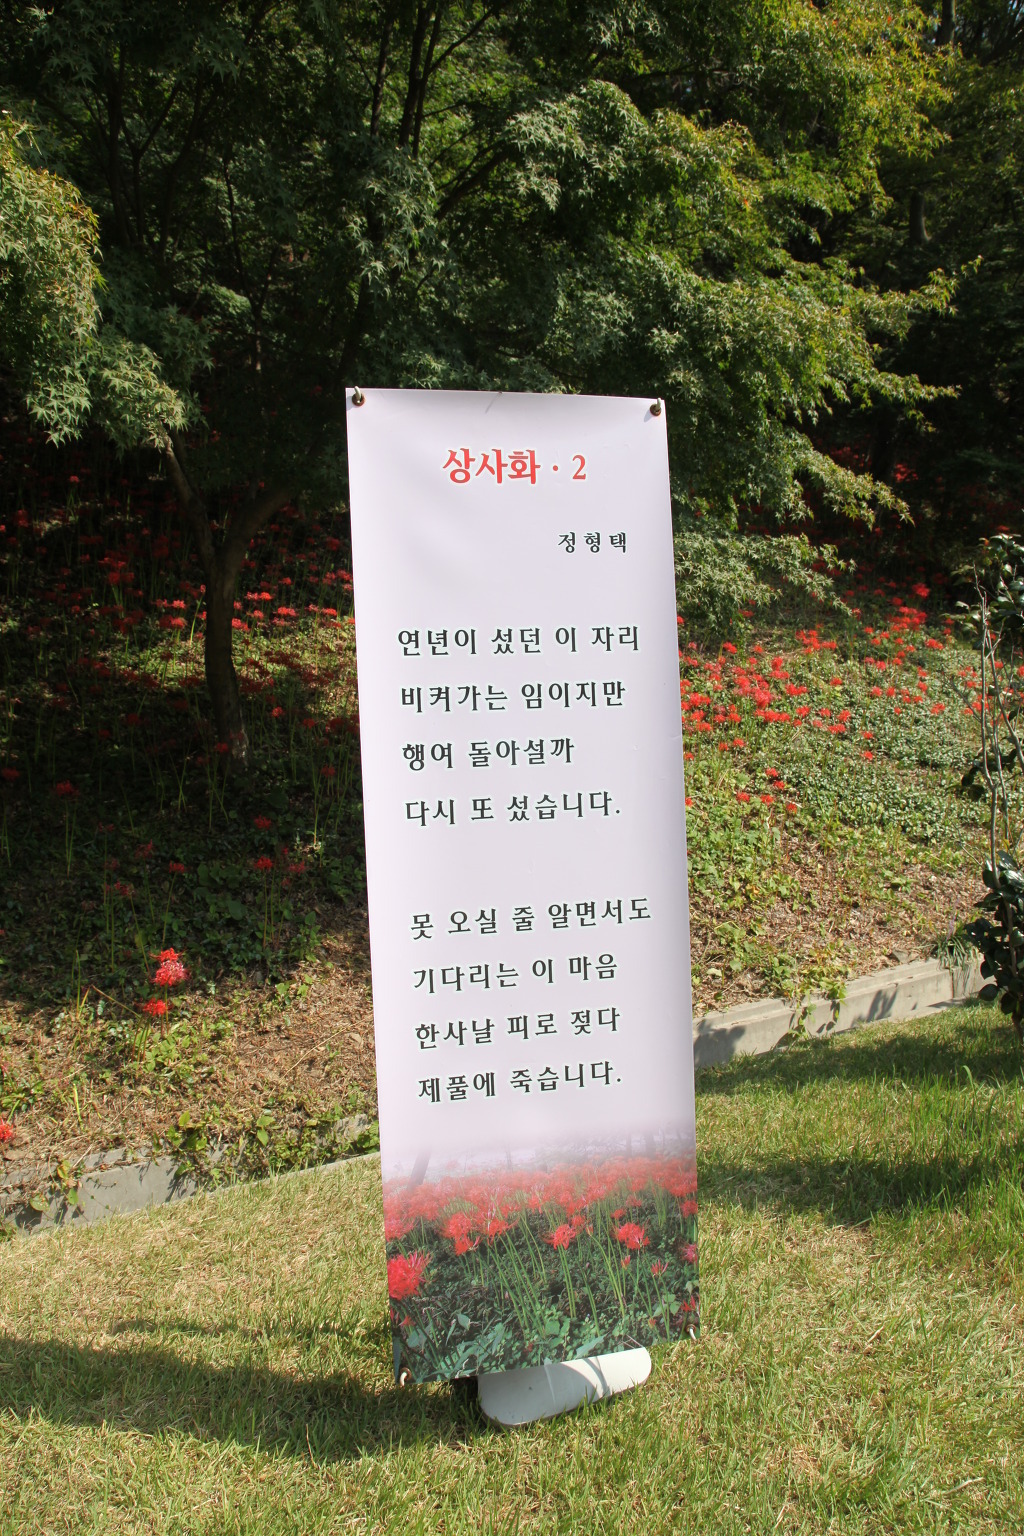 상사화 · 2
정형택
연년이 섰던 이 자리
비켜가는 임이지만
행여 돌아설까
다시 또 섰습니다.
못 오실 줄 알면서도
기다리는 이 마음
한사날 피로 젖다
제풀에 죽습니다.